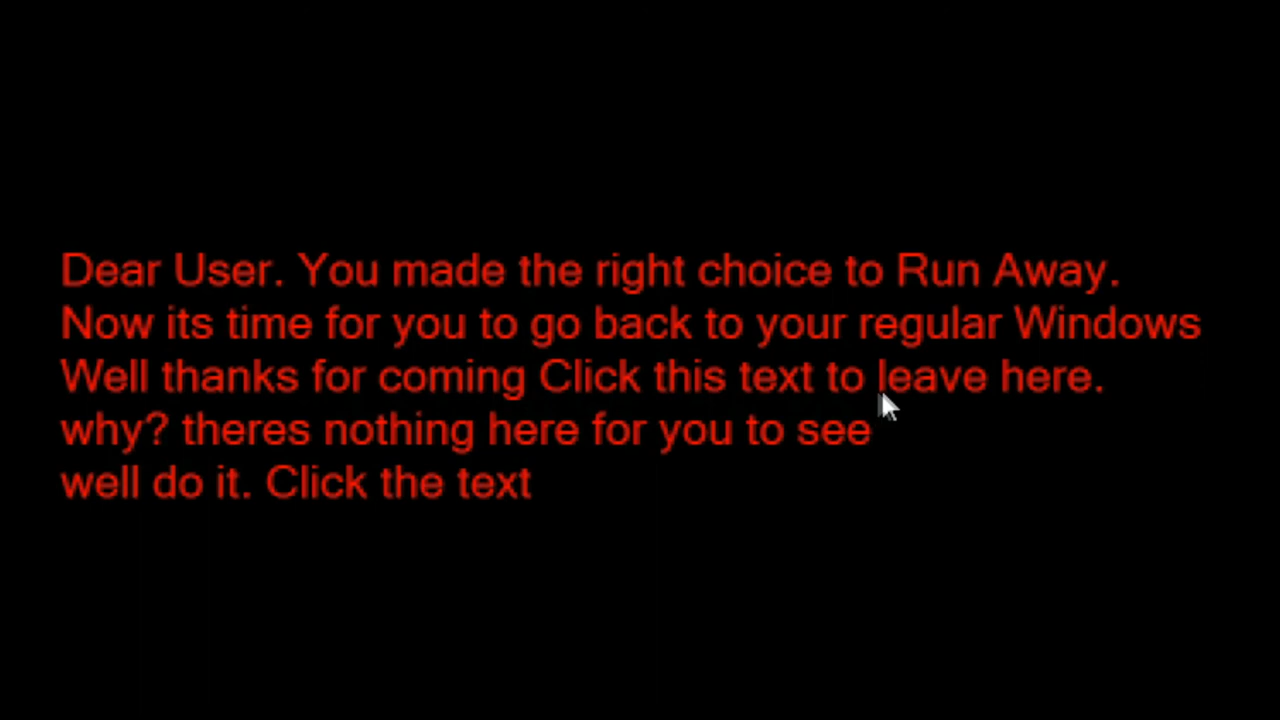 Dear User. You made the right choice to Run Away.
Now its time for you to go back to your regular Windows
Well thanks for coming Click this text to leave here.
why? theres nothing here for you to see
well do it. Click the text